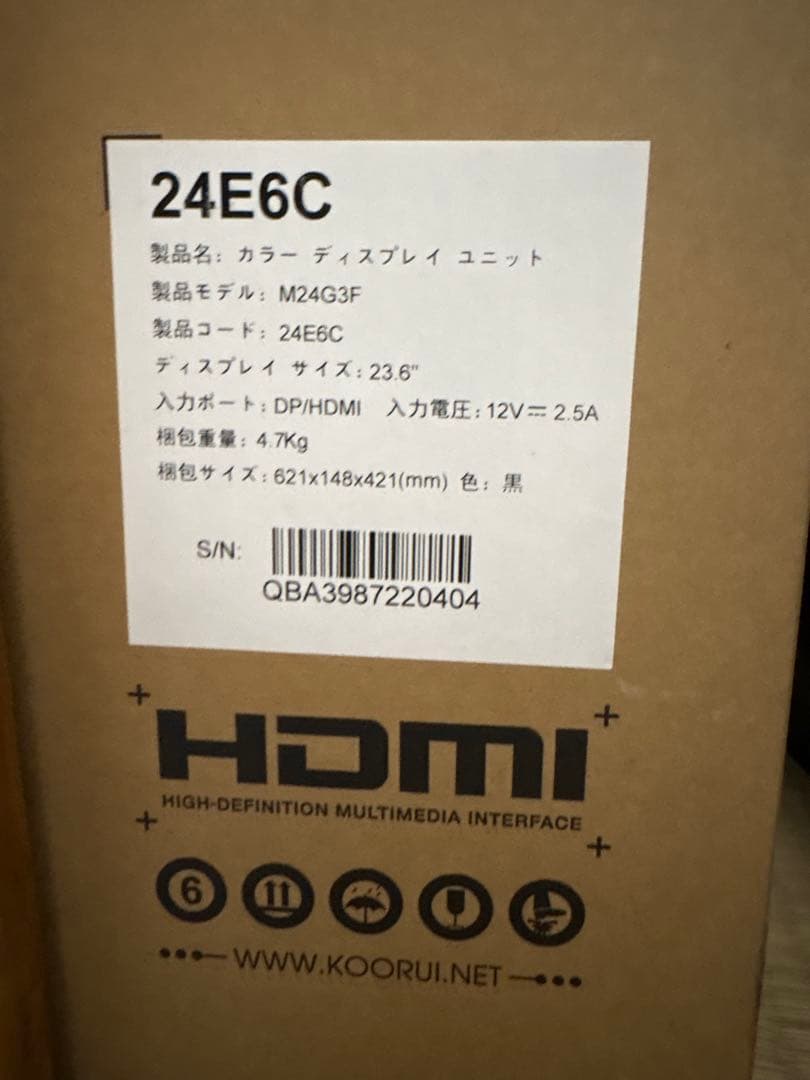 24E6C
製品名：カラー ディスプレイ ユニット
製品モデル：M24G3F
製品コード：24E6C
ディスプレイ サイズ：23.6"
入力ポート：DP/HDMI 入力電圧：12V⎓2.5A
梱包重量：4.7Kg
梱包サイズ：621x148x421(mm) 色：黒
S/N:
QBA3987220404
HDMI
HIGH-DEFINITION MULTIMEDIA INTERFACE
6
WWW.KOORUI.NET